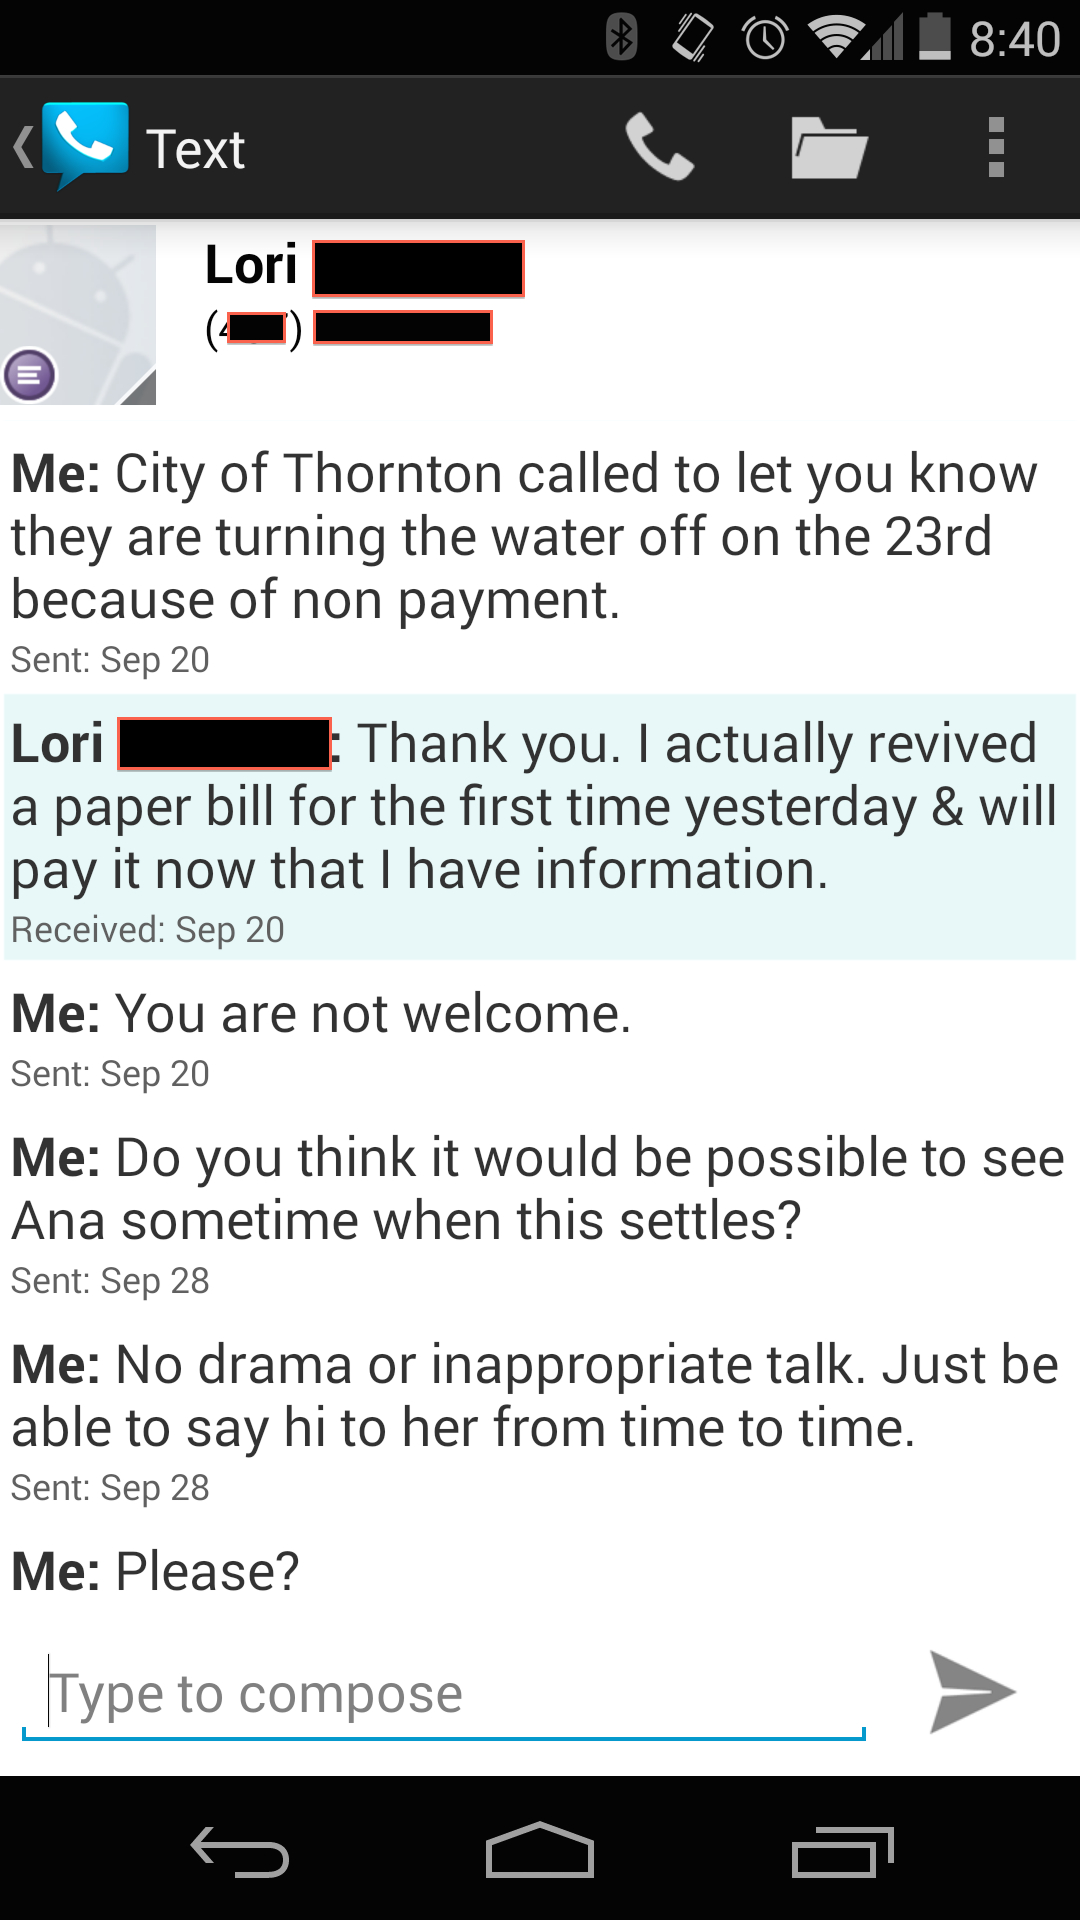 8:40
Text
Lori
( )
Me: City of Thornton called to let you know
they are turning the water off on the 23rd
because of non payment.
Sent: Sep 20
Lori : Thank you. I actually revived
a paper bill for the first time yesterday & will
pay it now that I have information.
Received: Sep 20
Me: You are not welcome.
Sent: Sep 20
Me: Do you think it would be possible to see
Ana sometime when this settles?
Sent: Sep 28
Me: No drama or inappropriate talk. Just be
able to say hi to her from time to time.
Sent: Sep 28
Me: Please?
Type to compose